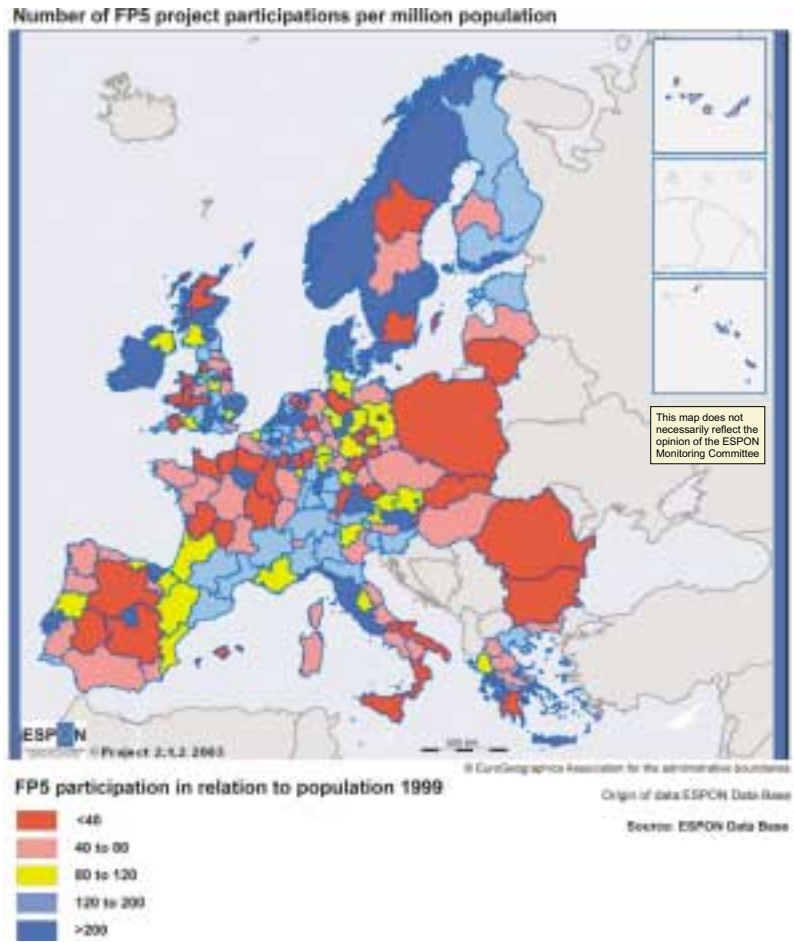 Number of FP5 project participations per million population
This map does not
necessarily reflect the
opinion of the ESPON
Monitoring Committee
ESPON
© Project 2.1.2 2003
© EuroGeographics Association for the administrative boundaries
FP5 participation in relation to population 1999
Origin of data: ESPON Data Base
Source: ESPON Data Base
<40
40 to 80
80 to 120
120 to 200
>200